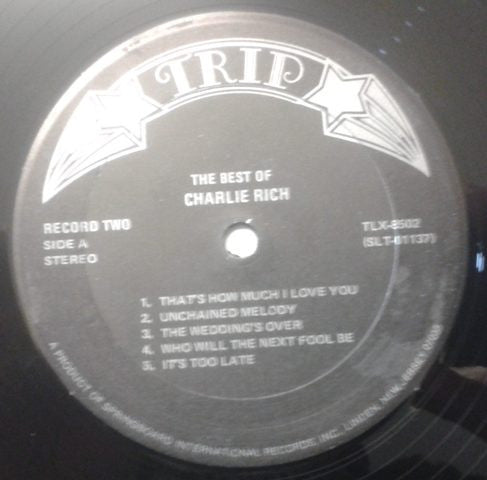 TRIP
THE BEST OF
CHARLIE RICH
RECORD TWO
SIDE A
STEREO
TLX-8502
(SLT-01137)
1. THAT'S HOW MUCH I LOVE YOU
2. UNCHAINED MELODY
3. THE WEDDING'S OVER
4. WHO WILL THE NEXT FOOL BE
5. IT'S TOO LATE
A PRODUCT OF SPRINGBOARD INTERNATIONAL RECORDS, INC., LINDEN, NEW JERSEY